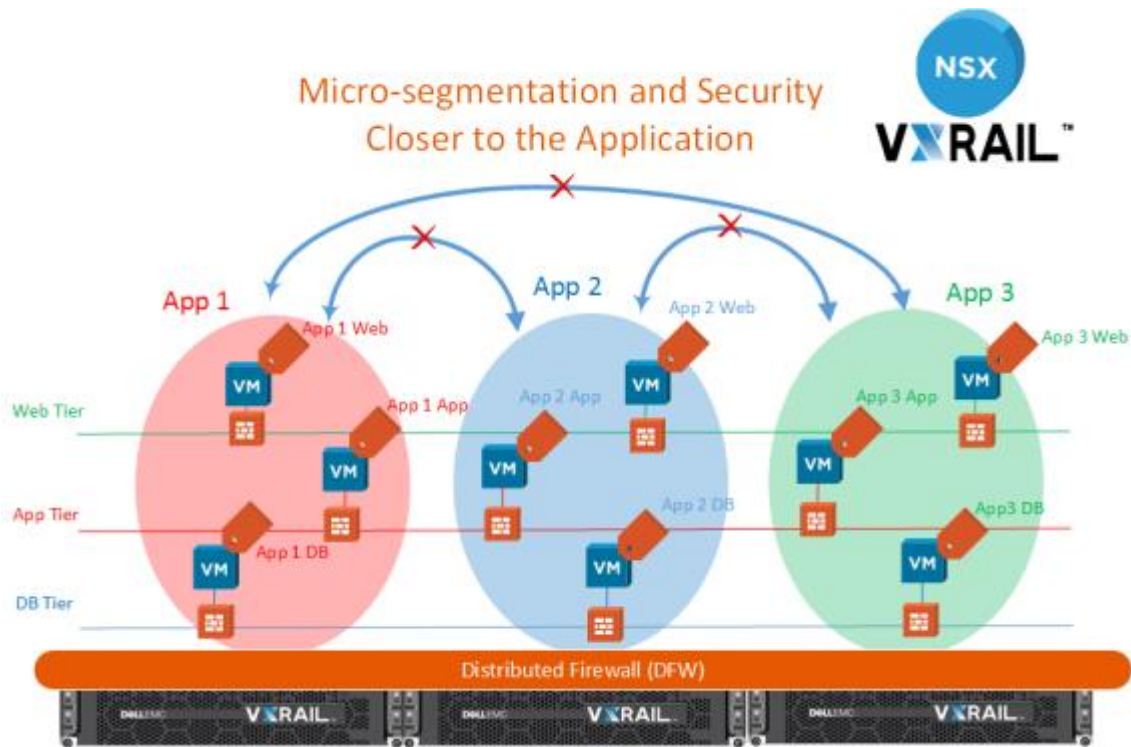 NSX
VXRAIL™
Micro-segmentation and Security
Closer to the Application
App 1
App 2
App 3
App 1 Web
App 2 Web
App 3 Web
VM
VM
VM
Web Tier
App 1 App
App 2 App
App 3 App
VM
VM
VM
App Tier
App 1 DB
App 2 DB
App3 DB
VM
VM
VM
DB Tier
Distributed Firewall (DFW)
DELLEMC VXRAIL
DELLEMC VXRAIL
DELLEMC VXRAIL